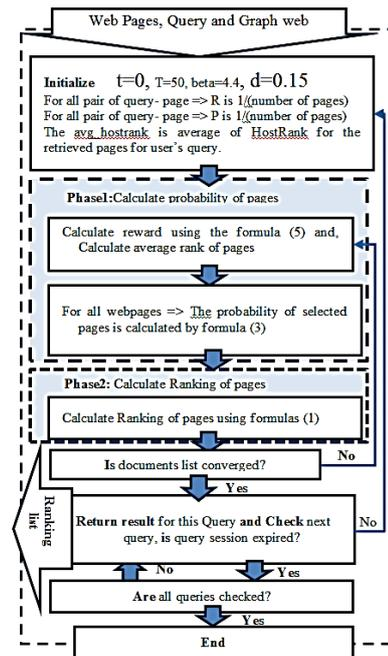 Web Pages, Query and Graph web
Initialize t=0, T=50, beta=4.4, d=0.15
For all pair of query- page => R is 1/(number of pages)
For all pair of query- page => P is 1/(number of pages)
The avg_hostrank is average of HostRank for the
retrieved pages for user's query.
Phase1:Calculate probability of pages
Calculate reward using the formula (5) and,
Calculate average rank of pages
For all webpages => The probability of selected
pages is calculated by formula (3)
Phase2: Calculate Ranking of pages
Calculate Ranking of pages using formulas (1)
Is documents list converged?
No
Yes
Ranking
list
Return result for this Query and Check next
query, is query session expired?
No
No
Yes
Are all queries checked?
Yes
End